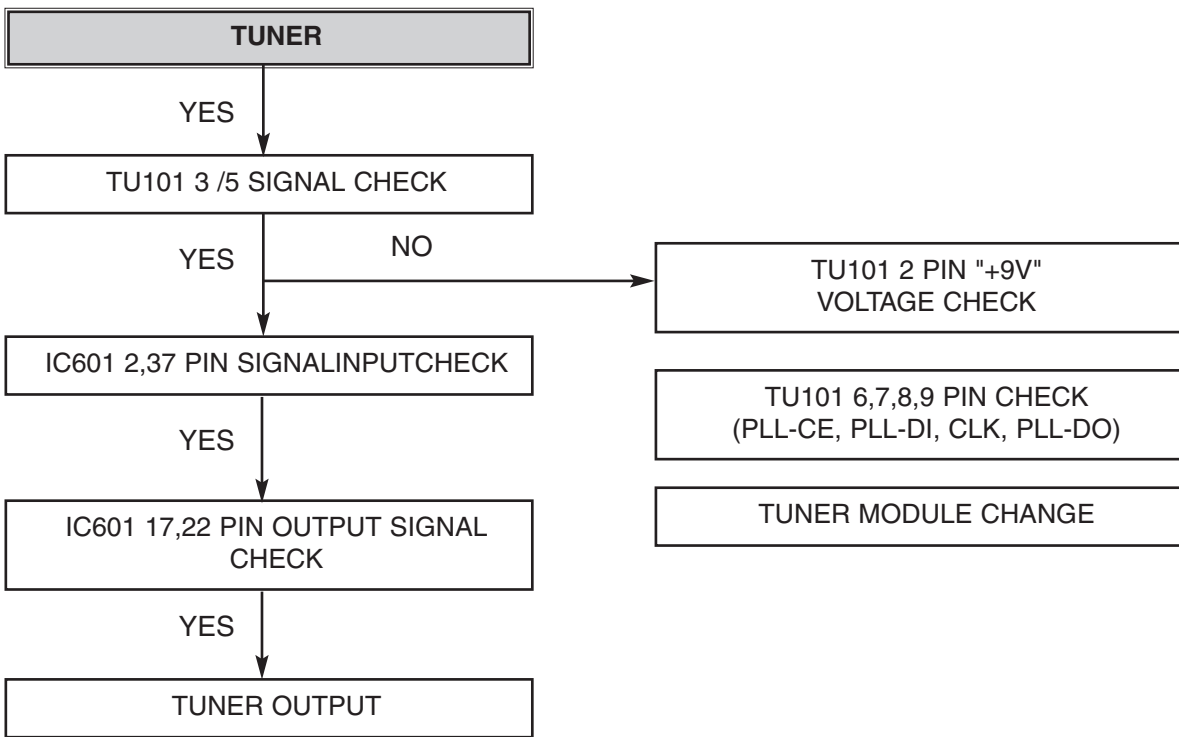 TUNER
YES
TU101 3 /5 SIGNAL CHECK
YES
NO
TU101 2 PIN "+9V"
VOLTAGE CHECK
IC601 2,37 PIN SIGNALINPUTCHECK
TU101 6,7,8,9 PIN CHECK
(PLL-CE, PLL-DI, CLK, PLL-DO)
YES
IC601 17,22 PIN OUTPUT SIGNAL
CHECK
TUNER MODULE CHANGE
YES
TUNER OUTPUT